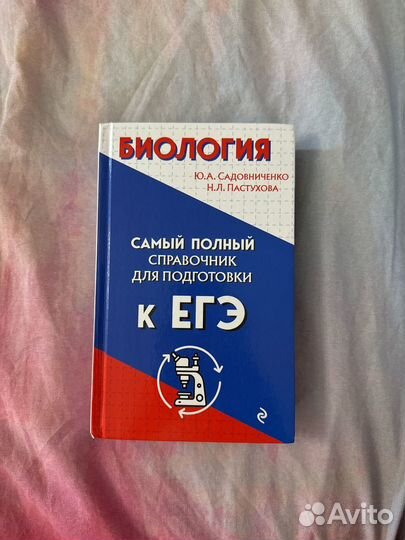 БИОЛОГИЯ
Ю.А. САДОВНИЧЕНКО
Н.Л. ПАСТУХОВА
САМЫЙ ПОЛНЫЙ
СПРАВОЧНИК
ДЛЯ ПОДГОТОВКИ
К ЕГЭ
Avito